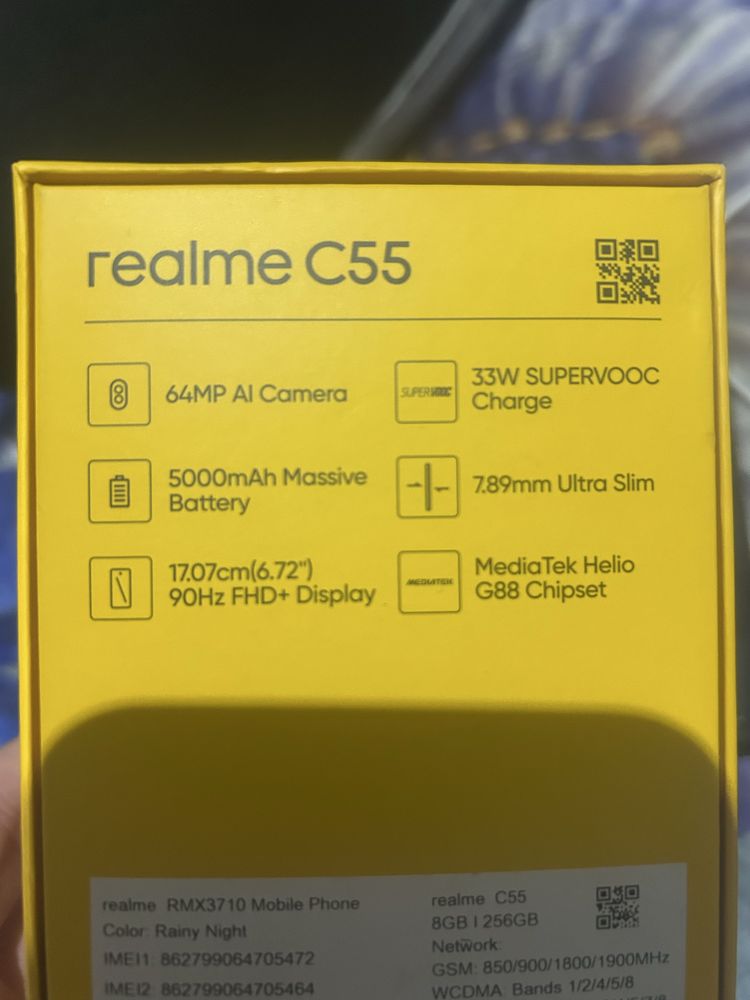 realme C55
64MP AI Camera
SUPERVOOC
33W SUPERVOOC
Charge
5000mAh Massive
Battery
7.89mm Ultra Slim
17.07cm(6.72")
90Hz FHD+ Display
MEDIATEK
MediaTek Helio
G88 Chipset
realme RMX3710 Mobile Phone
Color: Rainy Night
IMEI1: 862799064705472
IMEI2: 862799064705464
realme C55
8GB I 256GB
Network:
GSM: 850/900/1800/1900MHz
WCDMA: Bands 1/2/4/5/8